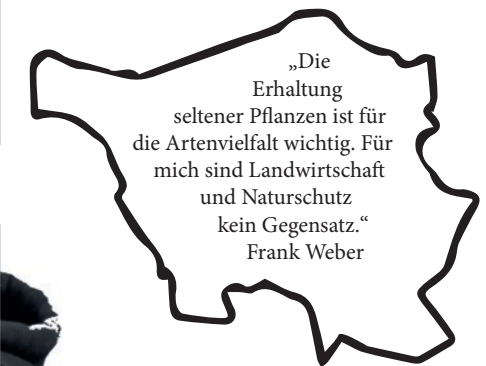 „Die
Erhaltung
seltener Pflanzen ist für
die Artenvielfalt wichtig. Für
mich sind Landwirtschaft
und Naturschutz
kein Gegensatz.“
Frank Weber